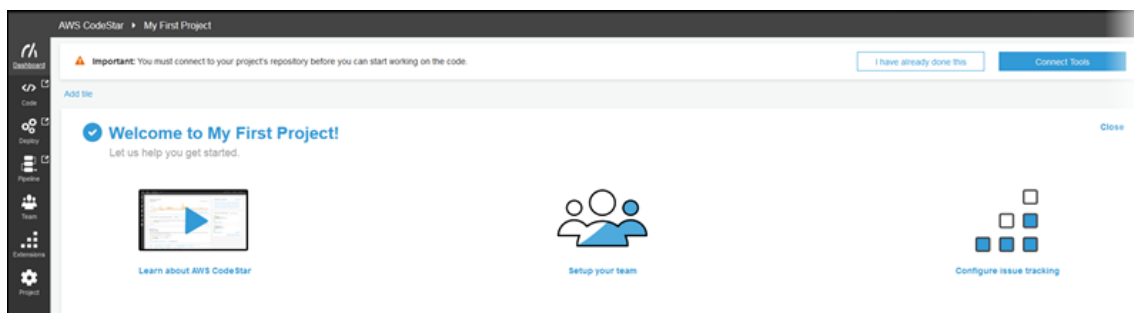 AWS CodeStar ▸ My First Project
Dashboard
Important: You must connect to your project's repository before you can start working on the code.
I have already done this
Connect Tools
Code
Add tile
Welcome to My First Project!
Close
Let us help you get started.
Deploy
Pipeline
Team
Extensions
Project
Learn about AWS CodeStar
Setup your team
Configure issue tracking